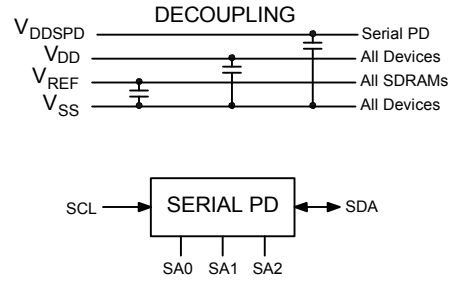 DECOUPLING
VDDSPD Serial PD
VDD All Devices
VREF All SDRAMs
VSS All Devices
SCL SERIAL PD SDA
SA0 SA1 SA2